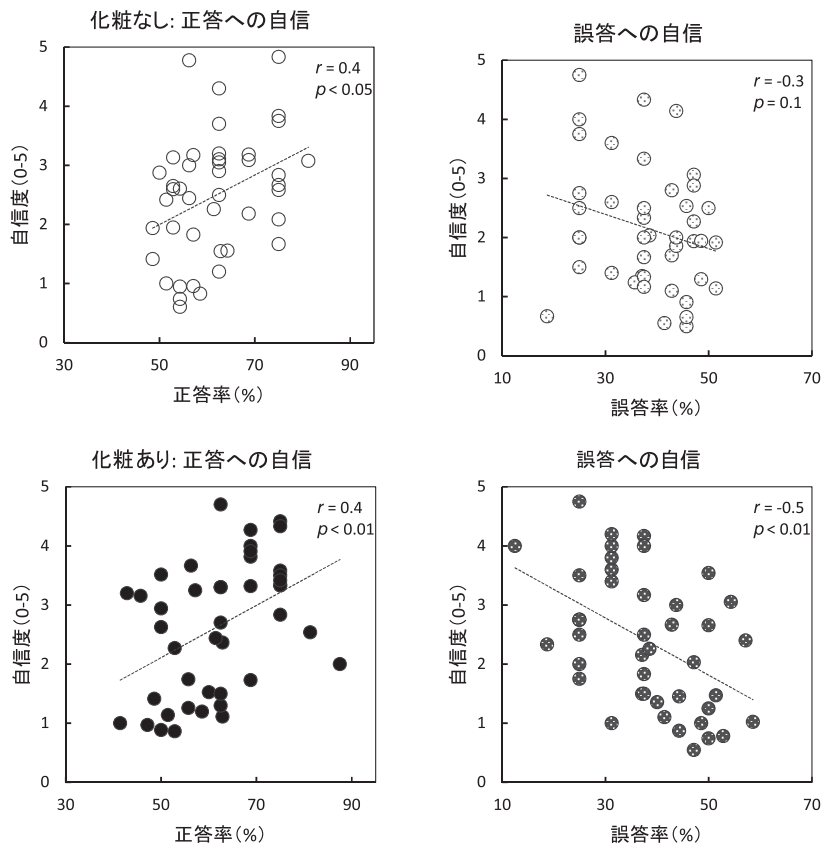 化粧なし: 正答への自信
r = 0.4
p < 0.05
自信度(0-5)
5
4
3
2
1
0
30
50
70
90
正答率(%)
誤答への自信
r = -0.3
p = 0.1
自信度(0-5)
5
4
3
2
1
0
10
30
50
70
誤答率(%)
化粧あり: 正答への自信
r = 0.4
p < 0.01
自信度(0-5)
5
4
3
2
1
0
30
50
70
90
正答率(%)
誤答への自信
r = -0.5
p < 0.01
自信度(0-5)
5
4
3
2
1
0
10
30
50
70
誤答率(%)